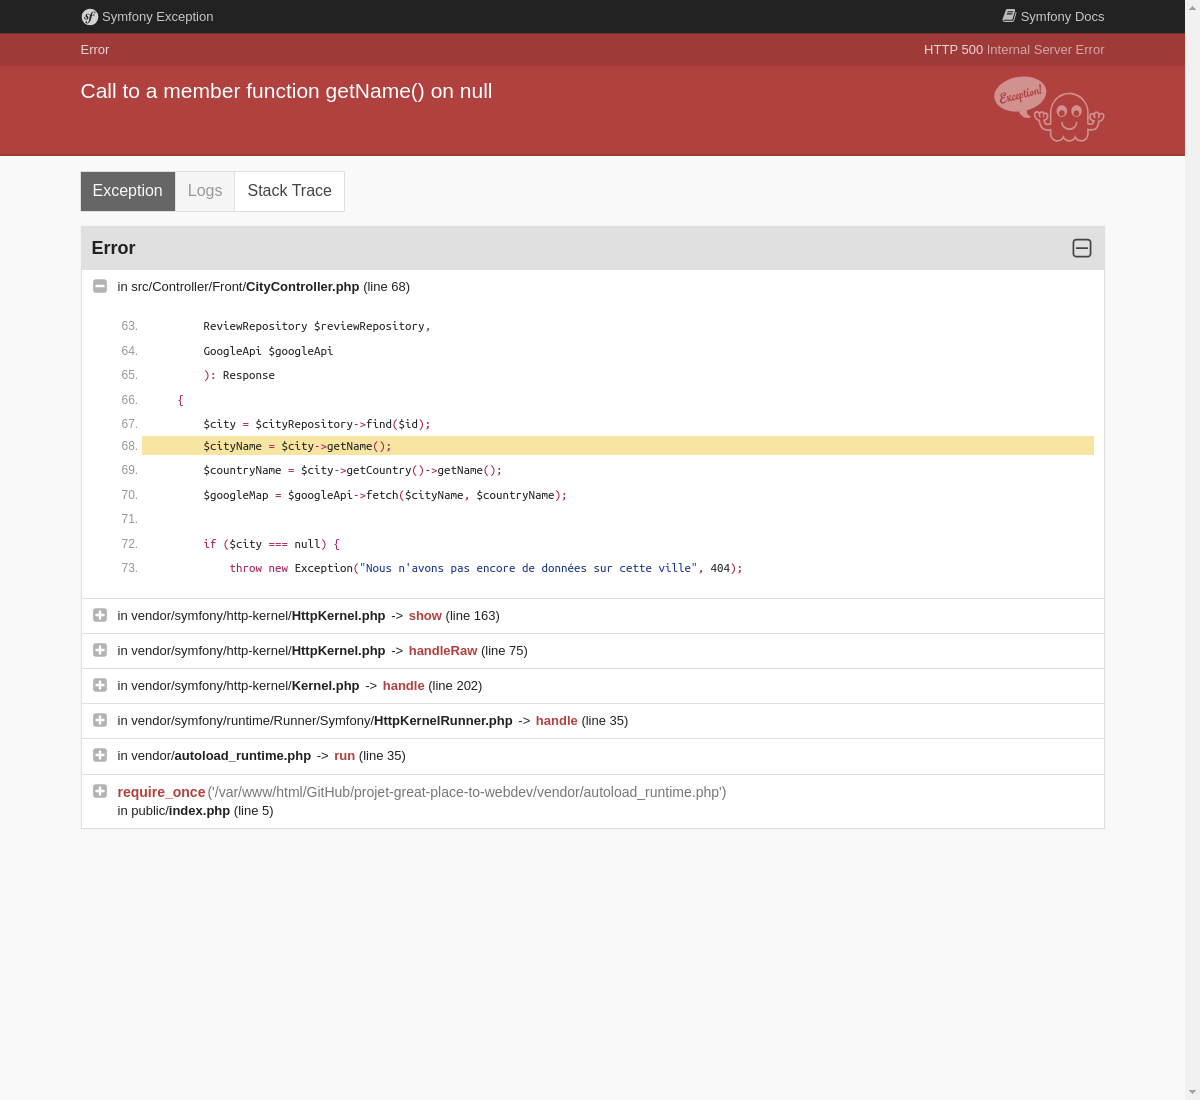 Symfony Exception
Symfony Docs
Error
HTTP 500 Internal Server Error
Call to a member function getName() on null
Exception!
Exception
Logs
Stack Trace
Error
in src/Controller/Front/CityController.php (line 68)
63. ReviewRepository $reviewRepository,
64. GoogleApi $googleApi
65. ): Response
66. {
67. $city = $cityRepository->find($id);
68. $cityName = $city->getName();
69. $countryName = $city->getCountry()->getName();
70. $googleMap = $googleApi->fetch($cityName, $countryName);
71.
72. if ($city === null) {
73. throw new Exception("Nous n'avons pas encore de données sur cette ville", 404);
in vendor/symfony/http-kernel/HttpKernel.php -> show (line 163)
in vendor/symfony/http-kernel/HttpKernel.php -> handleRaw (line 75)
in vendor/symfony/http-kernel/Kernel.php -> handle (line 202)
in vendor/symfony/runtime/Runner/Symfony/HttpKernelRunner.php -> handle (line 35)
in vendor/autoload_runtime.php -> run (line 35)
require_once('/var/www/html/GitHub/projet-great-place-to-webdev/vendor/autoload_runtime.php')
in public/index.php (line 5)